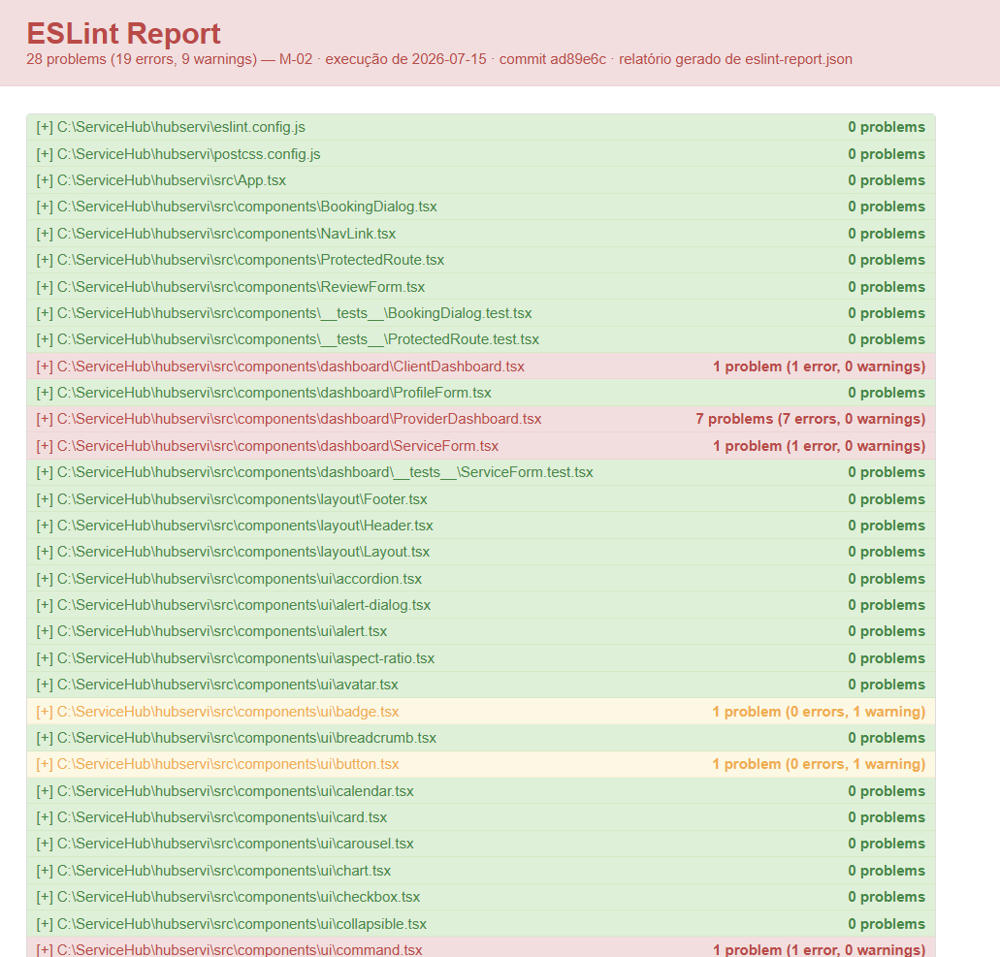 ESLint Report
28 problems (19 errors, 9 warnings) — M-02 · execução de 2026-07-15 · commit ad89e6c · relatório gerado de eslint-report.json
[+] C:\ServiceHub\hubservi\eslint.config.js 0 problems
[+] C:\ServiceHub\hubservi\postcss.config.js 0 problems
[+] C:\ServiceHub\hubservi\src\App.tsx 0 problems
[+] C:\ServiceHub\hubservi\src\components\BookingDialog.tsx 0 problems
[+] C:\ServiceHub\hubservi\src\components\NavLink.tsx 0 problems
[+] C:\ServiceHub\hubservi\src\components\ProtectedRoute.tsx 0 problems
[+] C:\ServiceHub\hubservi\src\components\ReviewForm.tsx 0 problems
[+] C:\ServiceHub\hubservi\src\components\__tests__\BookingDialog.test.tsx 0 problems
[+] C:\ServiceHub\hubservi\src\components\__tests__\ProtectedRoute.test.tsx 0 problems
[+] C:\ServiceHub\hubservi\src\components\dashboard\ClientDashboard.tsx 1 problem (1 error, 0 warnings)
[+] C:\ServiceHub\hubservi\src\components\dashboard\ProfileForm.tsx 0 problems
[+] C:\ServiceHub\hubservi\src\components\dashboard\ProviderDashboard.tsx 7 problems (7 errors, 0 warnings)
[+] C:\ServiceHub\hubservi\src\components\dashboard\ServiceForm.tsx 1 problem (1 error, 0 warnings)
[+] C:\ServiceHub\hubservi\src\components\dashboard\__tests__\ServiceForm.test.tsx 0 problems
[+] C:\ServiceHub\hubservi\src\components\layout\Footer.tsx 0 problems
[+] C:\ServiceHub\hubservi\src\components\layout\Header.tsx 0 problems
[+] C:\ServiceHub\hubservi\src\components\layout\Layout.tsx 0 problems
[+] C:\ServiceHub\hubservi\src\components\ui\accordion.tsx 0 problems
[+] C:\ServiceHub\hubservi\src\components\ui\alert-dialog.tsx 0 problems
[+] C:\ServiceHub\hubservi\src\components\ui\alert.tsx 0 problems
[+] C:\ServiceHub\hubservi\src\components\ui\aspect-ratio.tsx 0 problems
[+] C:\ServiceHub\hubservi\src\components\ui\avatar.tsx 0 problems
[+] C:\ServiceHub\hubservi\src\components\ui\badge.tsx 1 problem (0 errors, 1 warning)
[+] C:\ServiceHub\hubservi\src\components\ui\breadcrumb.tsx 0 problems
[+] C:\ServiceHub\hubservi\src\components\ui\button.tsx 1 problem (0 errors, 1 warning)
[+] C:\ServiceHub\hubservi\src\components\ui\calendar.tsx 0 problems
[+] C:\ServiceHub\hubservi\src\components\ui\card.tsx 0 problems
[+] C:\ServiceHub\hubservi\src\components\ui\carousel.tsx 0 problems
[+] C:\ServiceHub\hubservi\src\components\ui\chart.tsx 0 problems
[+] C:\ServiceHub\hubservi\src\components\ui\checkbox.tsx 0 problems
[+] C:\ServiceHub\hubservi\src\components\ui\collapsible.tsx 0 problems
[+] C:\ServiceHub\hubservi\src\components\ui\command.tsx 1 problem (1 error, 0 warnings)